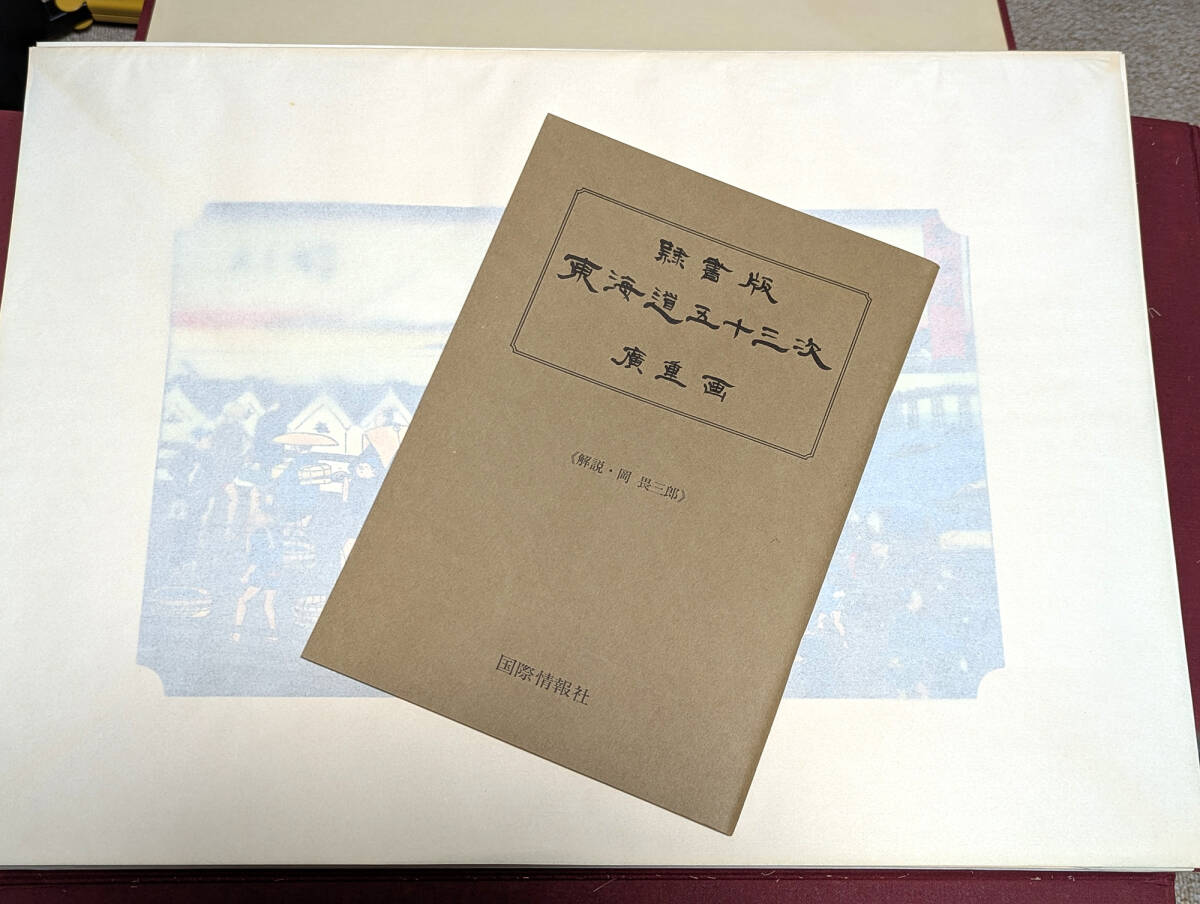 隷書版
東海道五十三次
廣重画
《解説・岡 畏三郎》
国際情報社